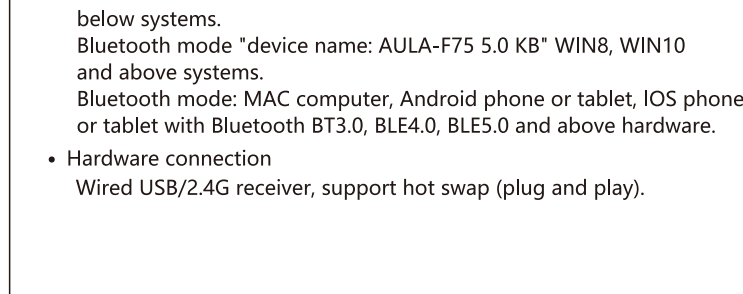 below systems.
Bluetooth mode "device name: AULA-F75 5.0 KB" WIN8, WIN10
and above systems.
Bluetooth mode: MAC computer, Android phone or tablet, IOS phone
or tablet with Bluetooth BT3.0, BLE4.0, BLE5.0 and above hardware.
• Hardware connection
Wired USB/2.4G receiver, support hot swap (plug and play).